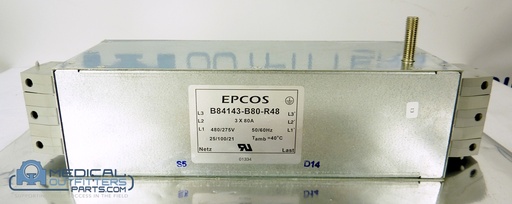 EPCOS
B84143-B80-R48
3 X 80A
L3 L3'
L2 L2'
L1 480/275V 50/60Hz L1'
25/100/21 Tamb =40°C
Netz Last
01334
S5 D14
MEDICAL
OUTFITTERS
PARTS.com